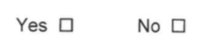 Yes ☐ No ☐